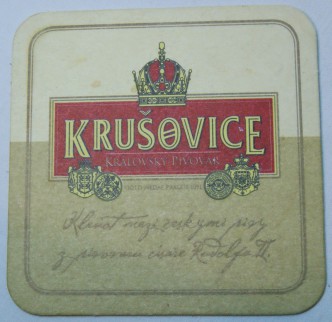 KRUŠOVICE
KRÁLOVSKÝ PIVOVAR
Klenot mezi českými pivy
z pivovaru císaře Rudolfa II.